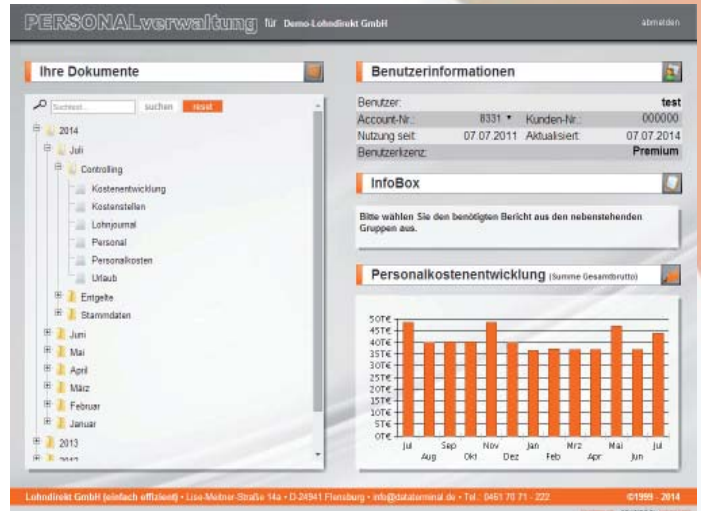 PERSONALverwaltung für Demo-Lohndirekt GmbH
abmelden
Ihre Dokumente
Suchtext...
suchen
reset
2014
Juli
Controlling
Kostenentwicklung
Kostenstellen
Lohnjournal
Personal
Personalkosten
Urlaub
Entgelte
Stammdaten
Juni
Mai
April
März
Februar
Januar
2013
2012
Benutzerinformationen
Benutzer: test
Account-Nr.: 8331 Kunden-Nr.: 000000
Nutzung seit: 07.07.2011 Aktualisiert: 07.07.2014
Benutzerlizenz: Premium
InfoBox
Bitte wählen Sie den benötigten Bericht aus den nebenstehenden
Gruppen aus.
Personalkostenentwicklung (Summe Gesamtbrutto)
50T€
45T€
40T€
35T€
30T€
25T€
20T€
15T€
10T€
5T€
0T€
Jul Sep Nov Jan Mrz Mai Jul
Aug Okt Dez Feb Apr Jun
Lohndirekt GmbH (einfach effizient) • Lise-Meitner-Straße 14a • D-24941 Flensburg • info@dataterminal.de • Tel.: 0461 70 71 - 222 ©1999 - 2014